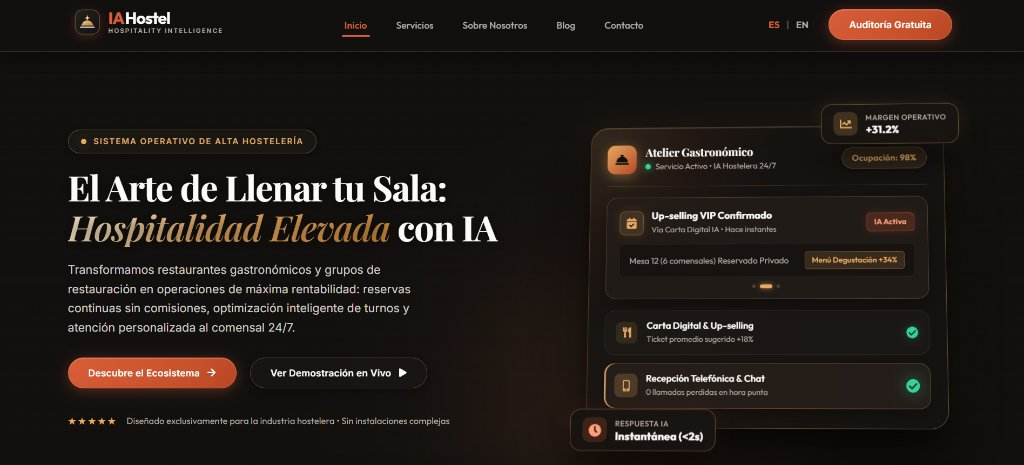 IAHostel
HOSPITALITY INTELLIGENCE
Inicio
Servicios
Sobre Nosotros
Blog
Contacto
ES | EN
Auditoría Gratuita
SISTEMA OPERATIVO DE ALTA HOSTELERÍA
El Arte de Llenar tu Sala:
Hospitalidad Elevada con IA
Transformamos restaurantes gastronómicos y grupos de
restauración en operaciones de máxima rentabilidad: reservas
continuas sin comisiones, optimización inteligente de turnos y
atención personalizada al comensal 24/7.
Descubre el Ecosistema →
Ver Demostración en Vivo
★★★★★ Diseñado exclusivamente para la industria hostelera • Sin instalaciones complejas
MARGEN OPERATIVO
+31.2%
Atelier Gastronómico
Servicio Activo • IA Hostelero 24/7
Ocupación: 98%
Up-selling VIP Confirmado
Vía Carta Digital IA • Hace instantes
IA Activa
Mesa 12 (6 comensales) Reservado Privado
Menú Degustación +34%
Carta Digital & Up-selling
Ticket promedio sugerido +18%
Recepción Telefónica & Chat
0 llamadas perdidas en hora punta
RESPUESTA IA
Instantánea (<2s)